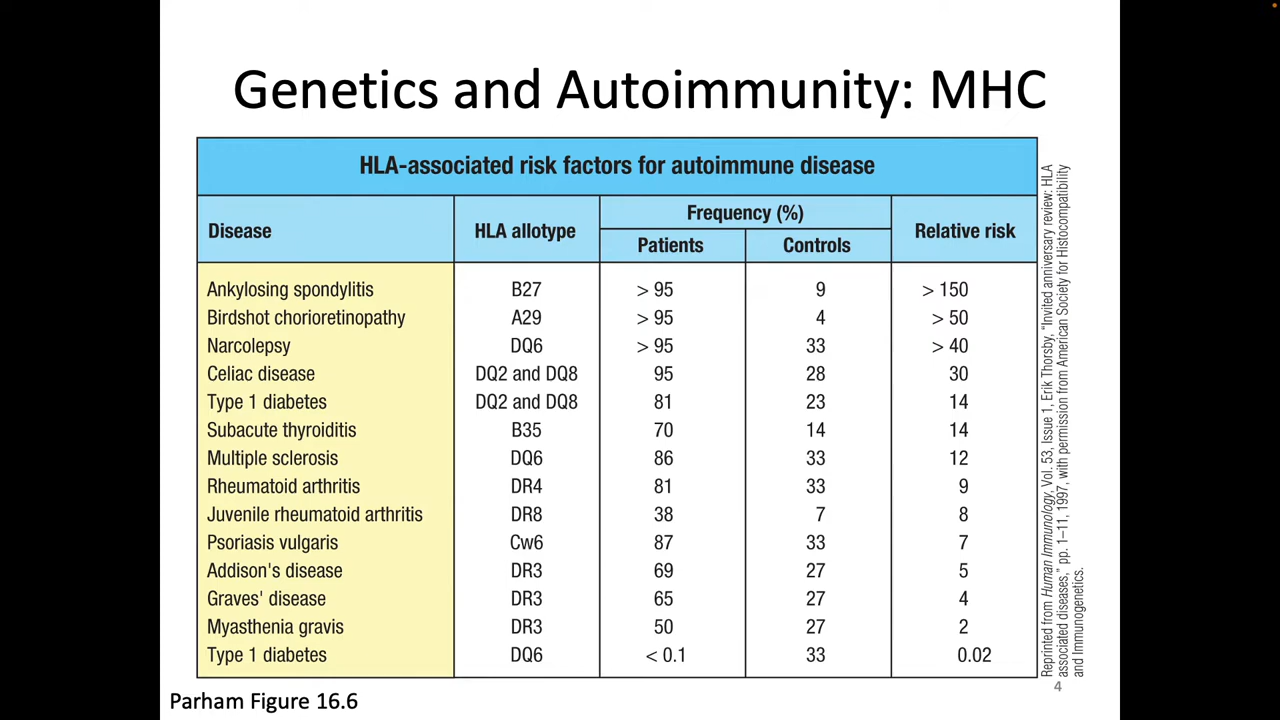 Genetics and Autoimmunity: MHC
HLA-associated risk factors for autoimmune disease
Disease HLA allotype Frequency (%) Relative risk
Patients Controls
Ankylosing spondylitis B27 > 95 9 > 150
Birdshot chorioretinopathy A29 > 95 4 > 50
Narcolepsy DQ6 > 95 33 > 40
Celiac disease DQ2 and DQ8 95 28 30
Type 1 diabetes DQ2 and DQ8 81 23 14
Subacute thyroiditis B35 70 14 14
Multiple sclerosis DQ6 86 33 12
Rheumatoid arthritis DR4 81 33 9
Juvenile rheumatoid arthritis DR8 38 7 8
Psoriasis vulgaris Cw6 87 33 7
Addison's disease DR3 69 27 5
Graves' disease DR3 65 27 4
Myasthenia gravis DR3 50 27 2
Type 1 diabetes DQ6 < 0.1 33 0.02
Reprinted from Human Immunology, Vol. 53, Issue 1, Erik Thorsby, "Invited anniversary review: HLA
associated diseases," pp. 1–11, 1997, with permission from American Society for Histocompatibility
and Immunogenetics.
4
Parham Figure 16.6